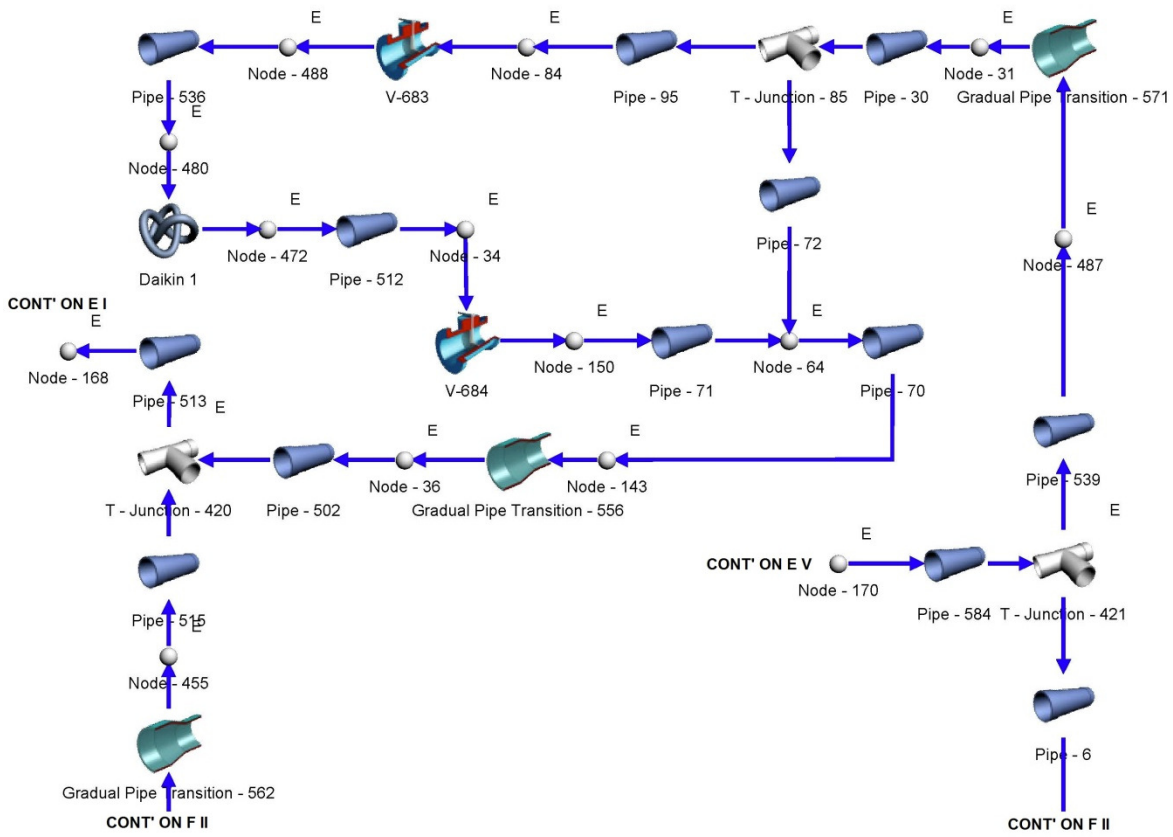 E E E E
Node - 488 Node - 84 Node - 31
Pipe - 536 V-683 Pipe - 95 T - Junction - 85 Pipe - 30 Gradual Pipe Transition - 571
E
Node - 480
E E E
Node - 472 Node - 34 Node - 487
Daikin 1 Pipe - 512 Pipe - 72
CONT' ON E I
E E E
Node - 168 Node - 150 Node - 64
Pipe - 513 V-684 Pipe - 71 Pipe - 70
E E E
Node - 36 Node - 143 Pipe - 539
T - Junction - 420 Pipe - 502 Gradual Pipe Transition - 556
E E
CONT' ON E V
Node - 170 Pipe - 584 T - Junction - 421
Pipe - 515
E
Node - 455
Pipe - 6
Gradual Pipe Transition - 562
CONT' ON F II CONT' ON F II